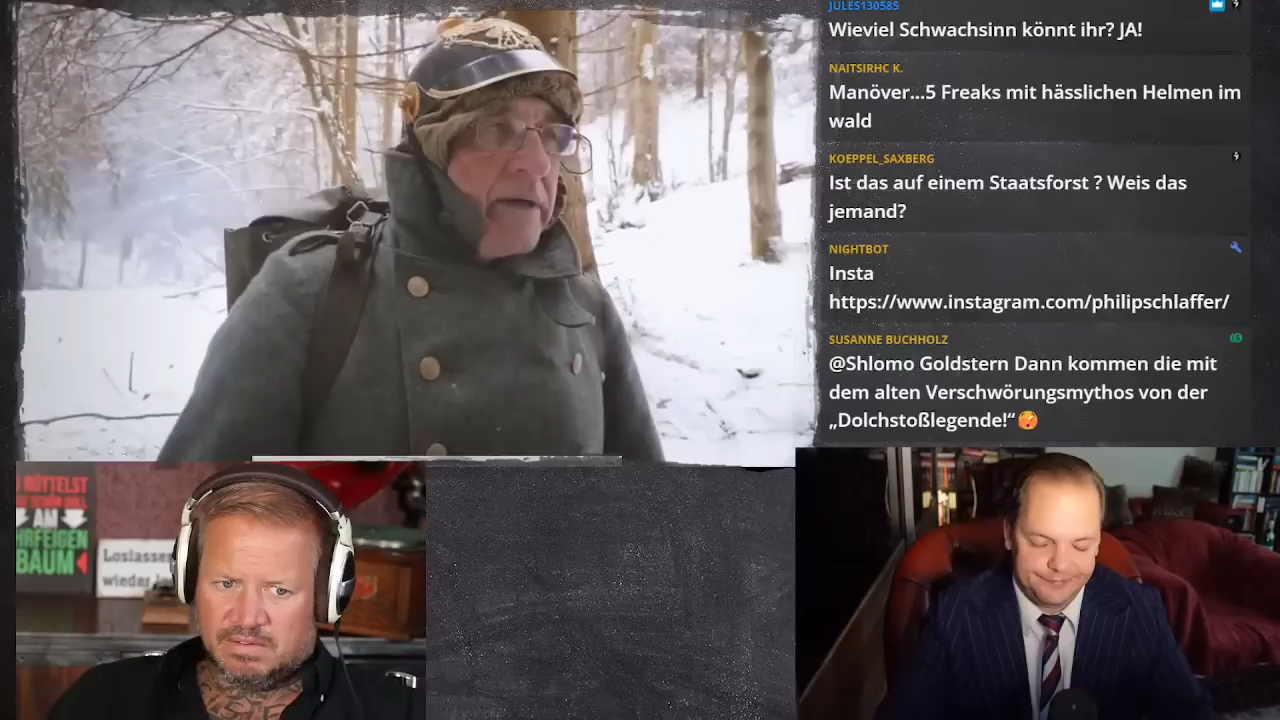 JULES130585
Wieviel Schwachsinn könnt ihr? JA!
NAITSIRHC K.
Manöver...5 Freaks mit hässlichen Helmen im
wald
KOEPPEL_SAXBERG
Ist das auf einem Staatsforst ? Weis das
jemand?
NIGHTBOT
Insta
https://www.instagram.com/philipschlaffer/
SUSANNE BUCHHOLZ
@Shlomo Goldstern Dann kommen die mit
dem alten Verschwörungsmythos von der
„Dolchstoßlegende!“
AM
BAUM
Loslassen
wieder